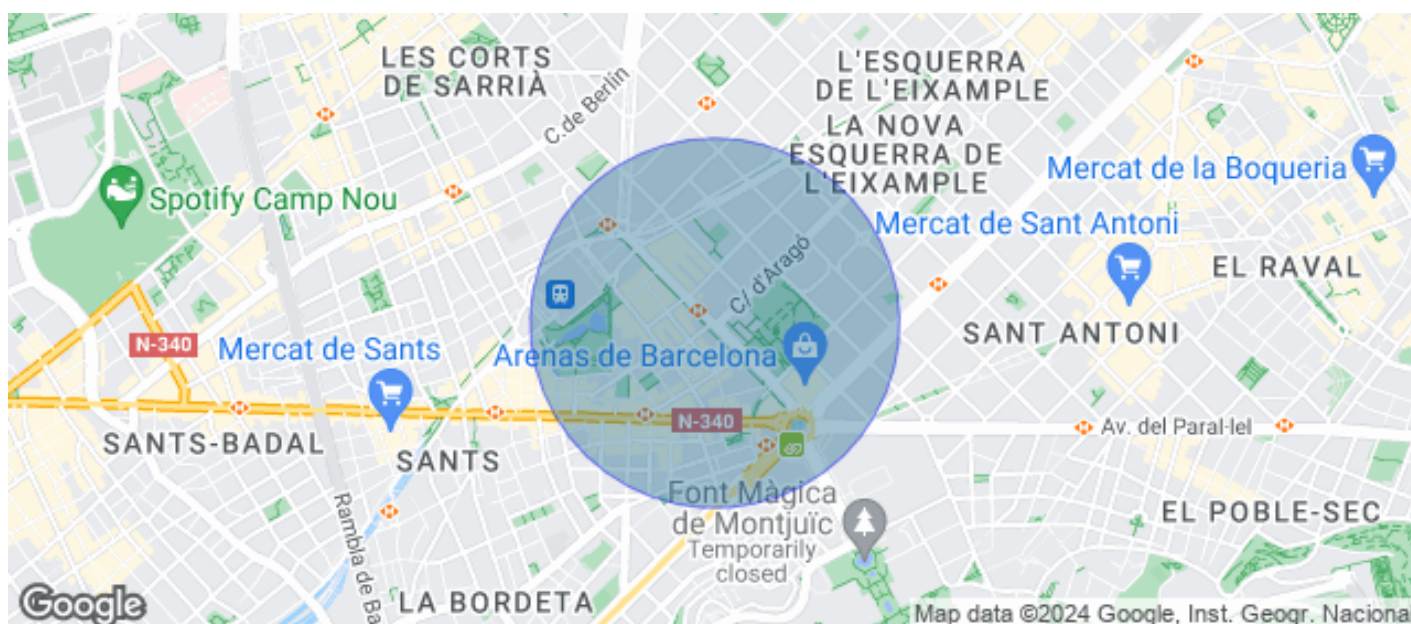 LES CORTS
DE SARRIÀ
C. de Berlín
L'ESQUERRA
DE L'EIXAMPLE
LA NOVA
ESQUERRA DE
L'EIXAMPLE
Mercat de la Boqueria
Spotify Camp Nou
Mercat de Sant Antoni
C/ d'Aragó
EL RAVAL
SANT ANTONI
N-340
Mercat de Sants
Arenas de Barcelona
N-340
Av. del Paral·lel
SANTS-BADAL
SANTS
Rambla de Ba
Font Màgica
de Montjuïc
Temporarily
closed
EL POBLE-SEC
LA BORDETA
Google
Map data ©2024 Google, Inst. Geogr. Naciona